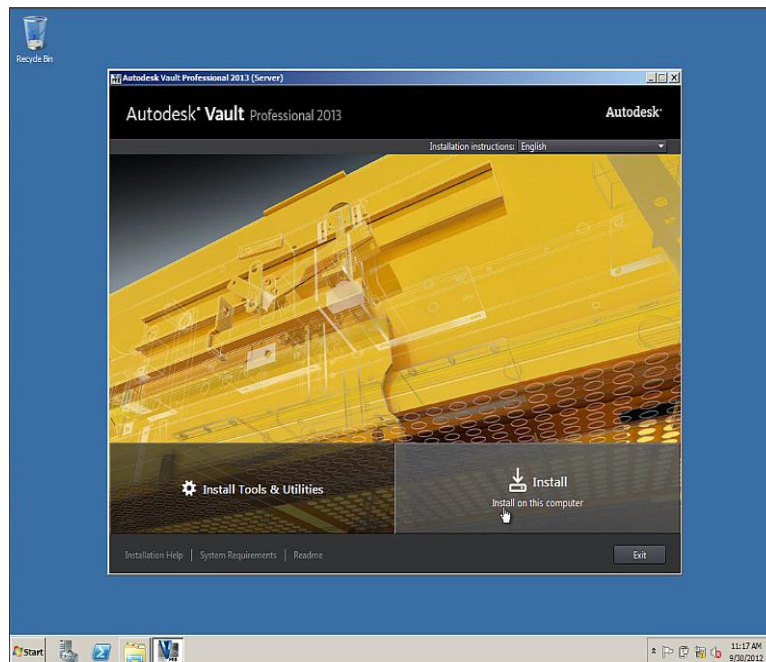 Recycle Bin
Autodesk Vault Professional 2013 (Server)
Autodesk® Vault Professional 2013
Autodesk®
Installation instructions: English
Install Tools & Utilities
Install
Install on this computer
Installation Help | System Requirements | Readme
Exit
Start
11:17 AM
9/30/2012